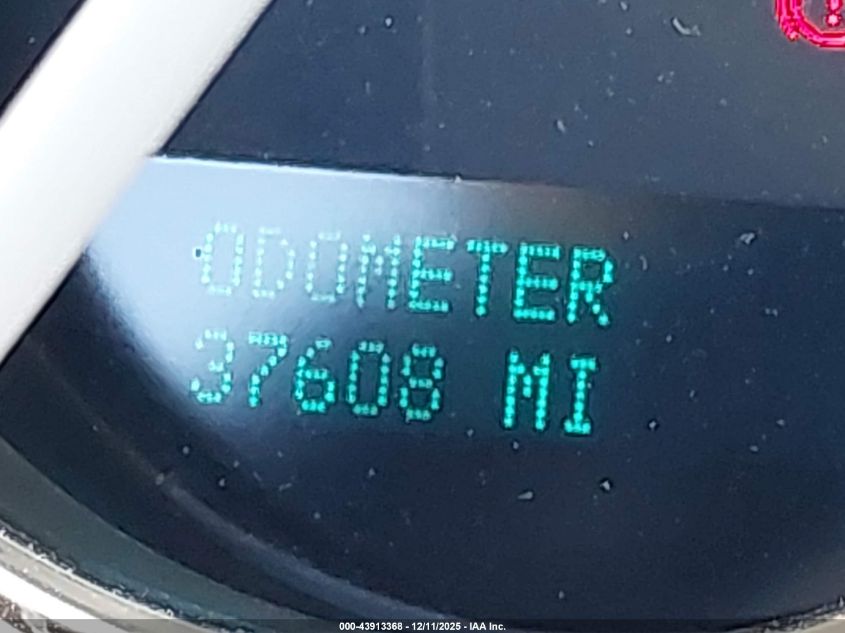 ODOMETER
37608 MI
000-43913368 - 12/11/2025 - IAA Inc.